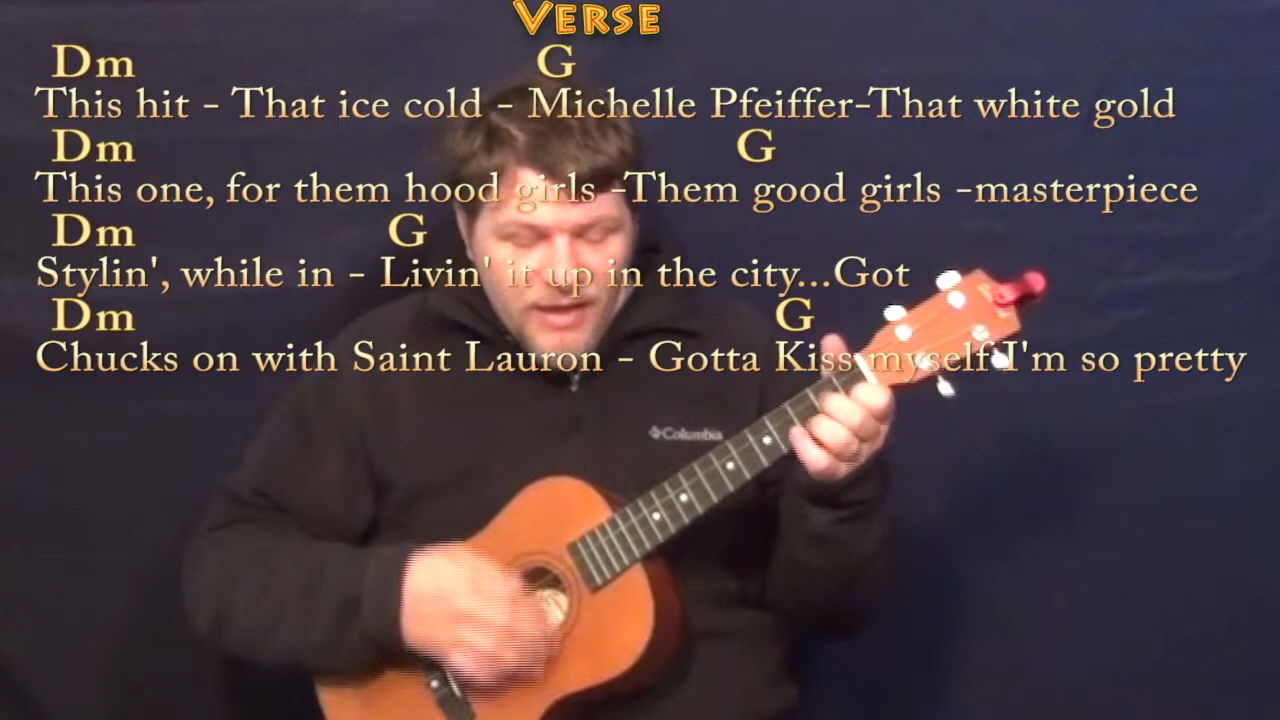 VERSE
Dm G
This hit - That ice cold - Michelle Pfeiffer-That white gold
Dm G
This one, for them hood girls -Them good girls -masterpiece
Dm G
Stylin', while in - Livin' it up in the city...Got
Dm G
Chucks on with Saint Lauron - Gotta Kiss myself I'm so pretty
Columbia